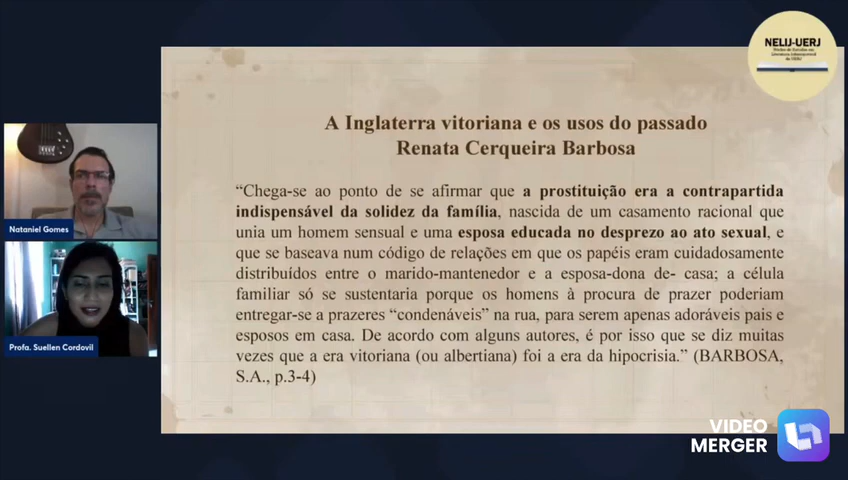 NELIJ-UERJ
A Inglaterra vitoriana e os usos do passado
Renata Cerqueira Barbosa
“Chega-se ao ponto de se afirmar que a prostituição era a contrapartida
indispensável da solidez da família, nascida de um casamento racional que
unia um homem sensual e uma esposa educada no desprezo ao ato sexual, e
que se baseava num código de relações em que os papéis eram cuidadosamente
distribuídos entre o marido-mantenedor e a esposa-dona de- casa; a célula
familiar só se sustentaria porque os homens à procura de prazer poderiam
entregar-se a prazeres “condenáveis” na rua, para serem apenas adoráveis pais e
esposos em casa. De acordo com alguns autores, é por isso que se diz muitas
vezes que a era vitoriana (ou albertiana) foi a era da hipocrisia.” (BARBOSA,
S.A., p.3-4)
Nataniel Gomes
Profa. Suellen Cordovil
VIDEO
MERGER